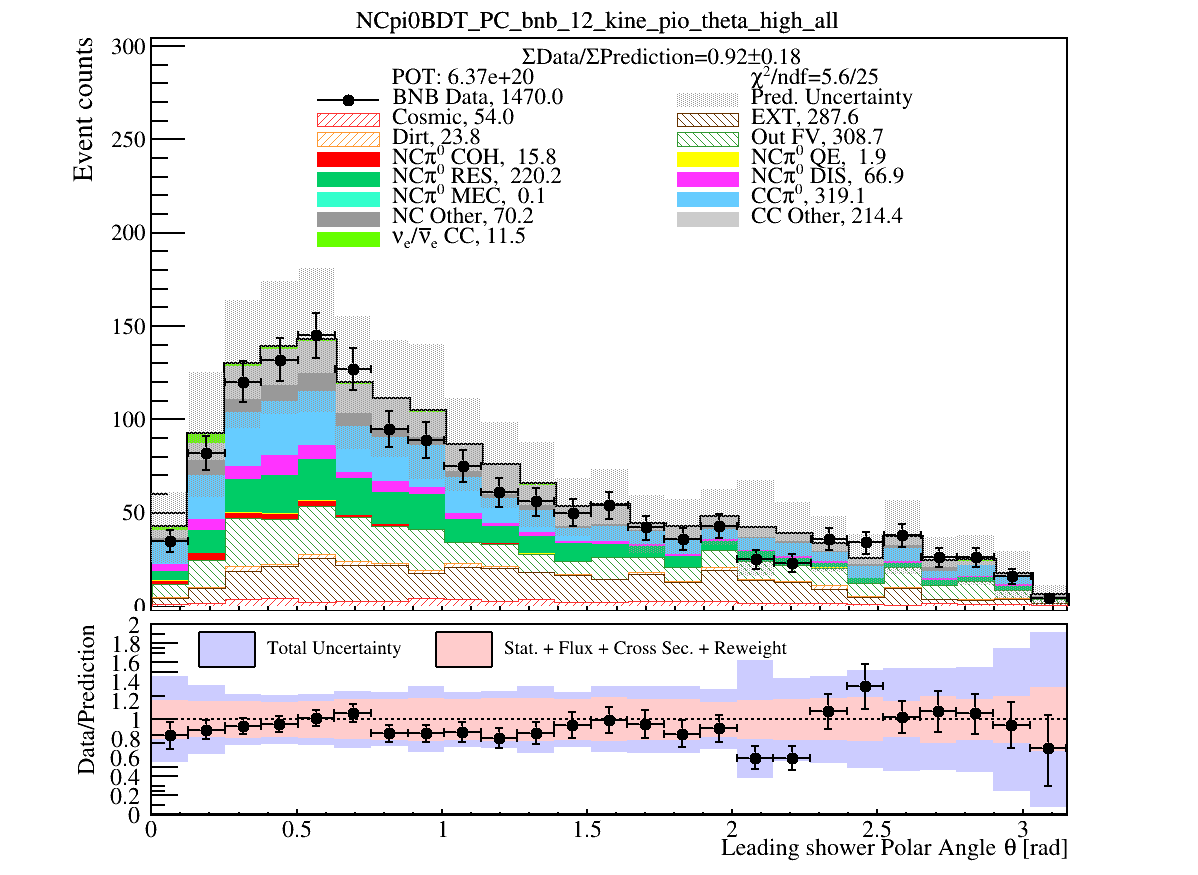 NCpi0BDT_PC_bnb_12_kine_pio_theta_high_all
ΣData/ΣPrediction=0.92±0.18
POT: 6.37e+20
χ²/ndf=5.6/25
BNB Data, 1470.0
Pred. Uncertainty
Cosmic, 54.0
EXT, 287.6
Dirt, 23.8
Out FV, 308.7
NCπ⁰ COH, 15.8
NCπ⁰ QE, 1.9
NCπ⁰ RES, 220.2
NCπ⁰ DIS, 66.9
NCπ⁰ MEC, 0.1
CCπ⁰, 319.1
NC Other, 70.2
CC Other, 214.4
νₑ/ν̅ₑ CC, 11.5
Event counts
300
250
200
150
100
50
0
Total Uncertainty
Stat. + Flux + Cross Sec. + Reweight
Data/Prediction
2
1.8
1.6
1.4
1.2
1
0.8
0.6
0.4
0.2
0
0 0.5 1 1.5 2 2.5 3
Leading shower Polar Angle θ [rad]